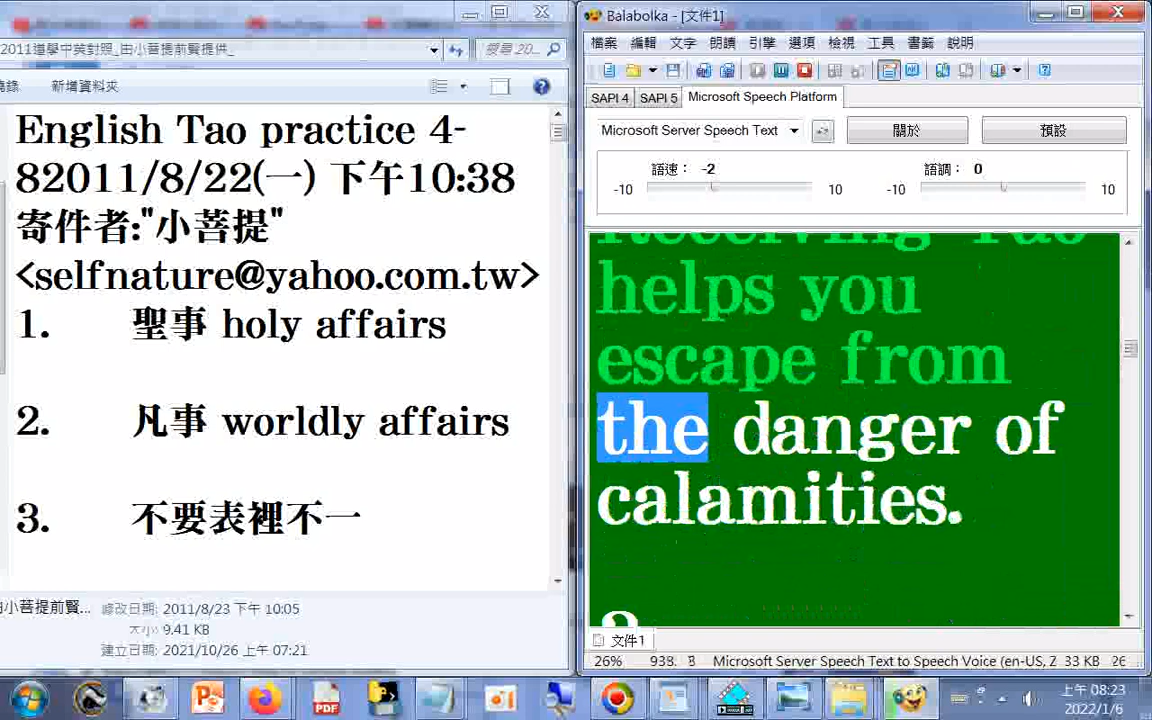 2011道學中英對照_由小菩提前賢提供_
搜尋 20...
新增資料夾
English Tao practice 4-
82011/8/22(一) 下午10:38
寄件者:"小菩提"
<selfnature@yahoo.com.tw>
1. 聖事 holy affairs
2. 凡事 worldly affairs
3. 不要表裡不一
由小菩提前賢... 修改日期: 2011/8/23 下午 10:05
大小: 9.41 KB
建立日期: 2021/10/26 上午 07:21
Balabolka - [文件1]
檔案 編輯 文字 朗讀 引擎 選項 檢視 工具 書籤 說明
SAPI 4 SAPI 5 Microsoft Speech Platform
Microsoft Server Speech Text 關於 預設
語速: -2 語調: 0
-10 10 -10 10
Receiving Tao
helps you
escape from
the danger of
calamities.
文件1
26% Microsoft Server Speech Text to Speech Voice (en-US, Z 33 KB 26
上午 08:23
2022/1/6